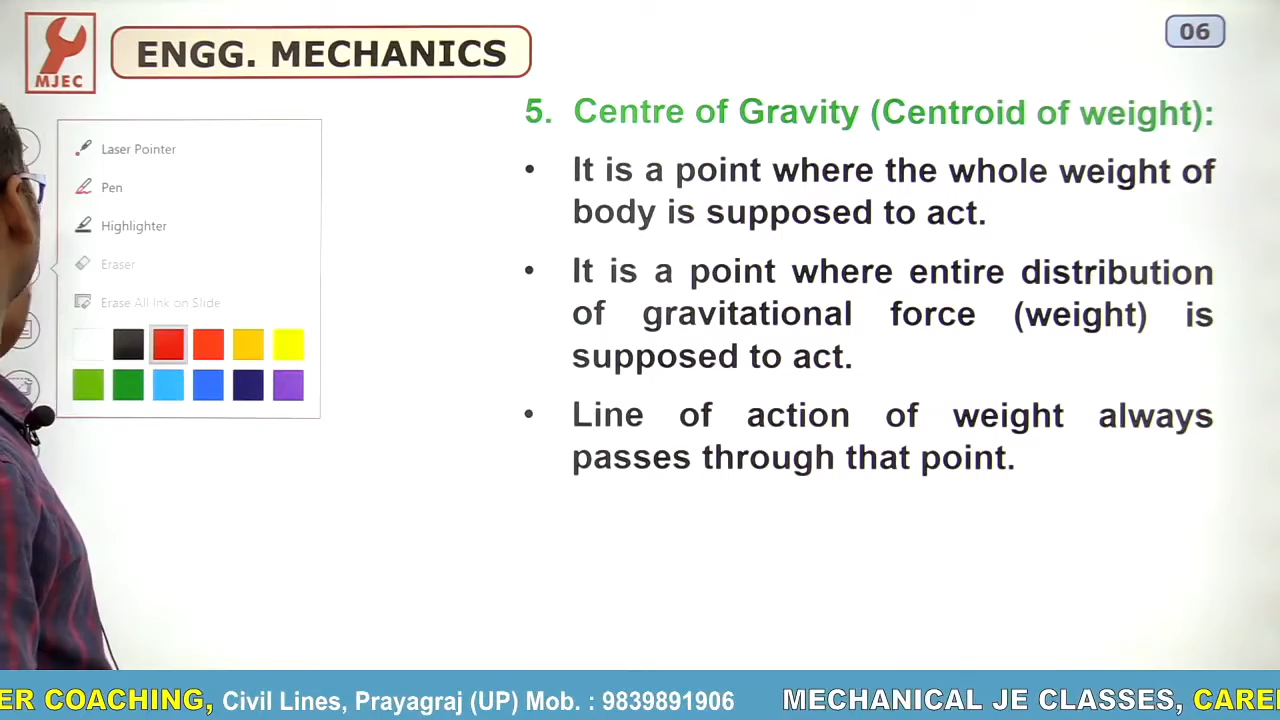 MJEC
ENGG. MECHANICS
06
5. Centre of Gravity (Centroid of weight):
• It is a point where the whole weight of
body is supposed to act.
• It is a point where entire distribution
of gravitational force (weight) is
supposed to act.
• Line of action of weight always
passes through that point.
Laser Pointer
Pen
Highlighter
Eraser
Erase All Ink on Slide
ER COACHING, Civil Lines, Prayagraj (UP) Mob. : 9839891906 MECHANICAL JE CLASSES, CARE